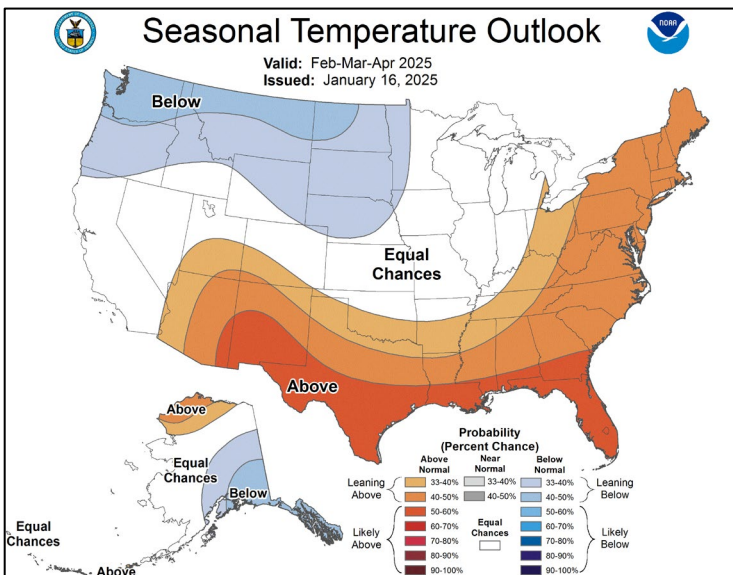 Seasonal Temperature Outlook
NOAA
Valid: Feb-Mar-Apr 2025
Issued: January 16, 2025
Below
Equal
Chances
Above
Above
Equal
Chances
Below
Equal
Chances
Above
Probability
(Percent Chance)
Above
Normal
Near
Normal
Below
Normal
Leaning
Above
33-40%
33-40%
33-40%
Leaning
Below
40-50%
40-50%
40-50%
Likely
Above
50-60%
60-70%
70-80%
80-90%
90-100%
Equal
Chances
50-60%
60-70%
70-80%
80-90%
90-100%
Likely
Below